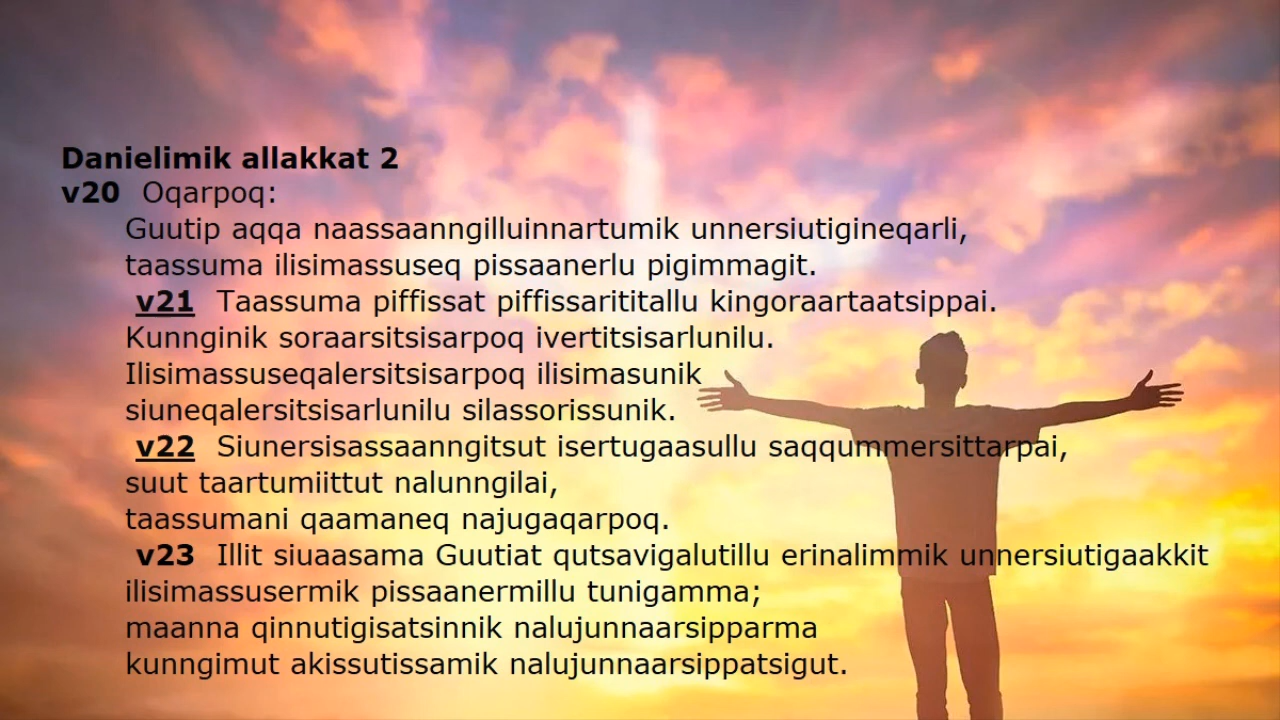 Danielimik allakkat 2
v20 Oqarpoq:
Guutip aqqa naassaanngilluinnartumik unnersiutigineqarli,
taassuma ilisimassuseq pissaanerlu pigimmagit.
v21 Taassuma piffissat piffissarititallu kingoraartaatsippai.
Kunnginik soraarsitsisarpoq ivertitsisarlunilu.
Ilisimassuseqalersitsisarpoq ilisimasunik
siuneqalersitsisarlunilu silassorissunik.
v22 Siunersisassaanngitsut isertugaasullu saqqummersittarpai,
suut taartumiittut nalunngilai,
taassumani qaamaneq najugaqarpoq.
v23 Illit siuaasama Guutiat qutsavigalutillu erinalimmik unnersiutigaakkit
ilisimassusermik pissaanermillu tunigamma;
maanna qinnutigisatsinnik nalujunnaarsipparma
kunngimut akissutissamik nalujunnaarsippatsigut.